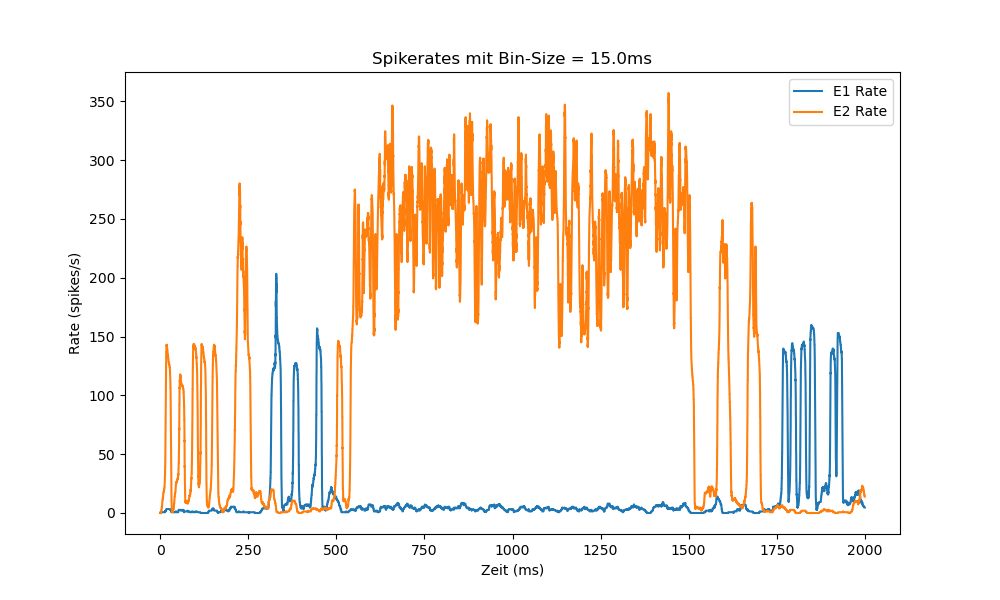 Spikerates mit Bin-Size = 15.0ms
E1 Rate
E2 Rate
350
300
250
200
150
100
50
0
Rate (spikes/s)
0 250 500 750 1000 1250 1500 1750 2000
Zeit (ms)